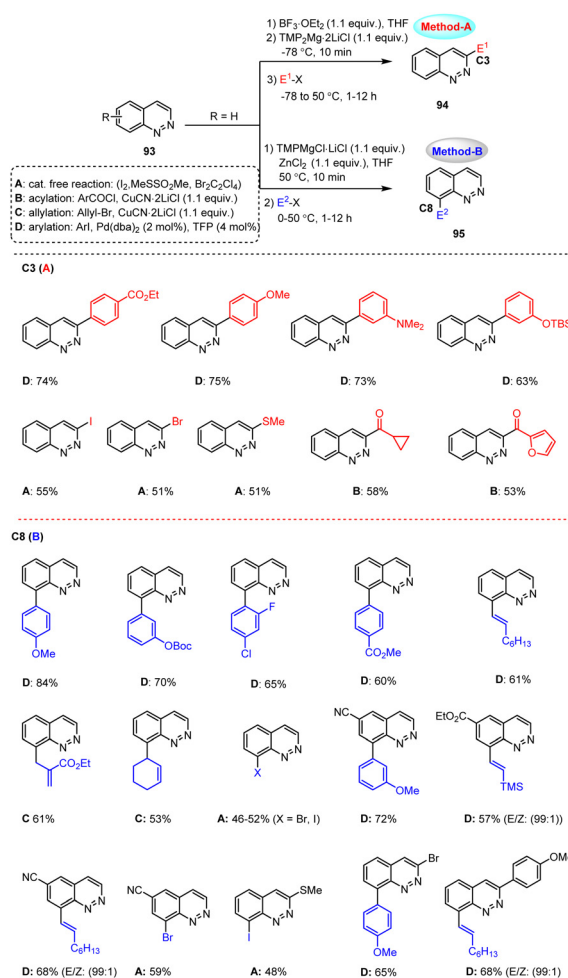 1) BF₃·OEt₂ (1.1 equiv.), THF
2) TMP₂Mg·2LiCl (1.1 equiv.)
-78 °C, 10 min
Method-A
3) E¹-X
-78 to 50 °C, 1-12 h
E¹
C3
N
N
94
R
N
N
93
R = H
1) TMPMgCl·LiCl (1.1 equiv.)
ZnCl₂ (1.1 equiv.), THF
50 °C, 10 min
2) E²-X
0-50 °C, 1-12 h
Method-B
N
N
C8
E²
95
A: cat. free reaction: (I₂,MeSSO₂Me, Br₂C₂Cl₄)
B: acylation: ArCOCl, CuCN·2LiCl (1.1 equiv.)
C: allylation: Allyl-Br, CuCN·2LiCl (1.1 equiv.)
D: arylation: ArI, Pd(dba)₂ (2 mol%), TFP (4 mol%)
C3 (A)
CO₂Et OMe NMe₂ OTBS
N N N N N N N N
D: 74% D: 75% D: 73% D: 63%
I Br SMe O O
O
N N N N N N N N N N
A: 55% A: 51% A: 51% B: 58% B: 53%
C8 (B)
N N N N N N N N N N
OMe OBoc F Cl CO₂Me C₆H₁₃
D: 84% D: 70% D: 65% D: 60% D: 61%
NC EtO₂C
N N N N N N N N N N
CO₂Et X OMe TMS
C 61% C: 53% A: 46-52% (X = Br, I) D: 72% D: 57% (E/Z: (99:1))
NC NC SMe Br OMe
N N N N N N N N N N
C₆H₁₃ Br I OMe C₆H₁₃
D: 68% (E/Z: (99:1) A: 59% A: 48% D: 65% D: 68% (E/Z: (99:1)